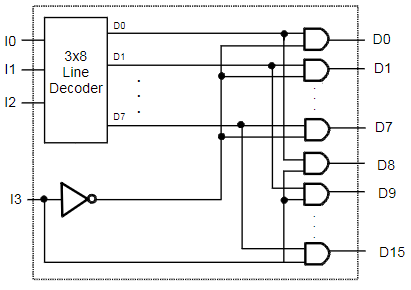 I0
I1
I2
I3
3x8
Line
Decoder
D0
D1
D7
D0
D1
D7
D8
D9
D15